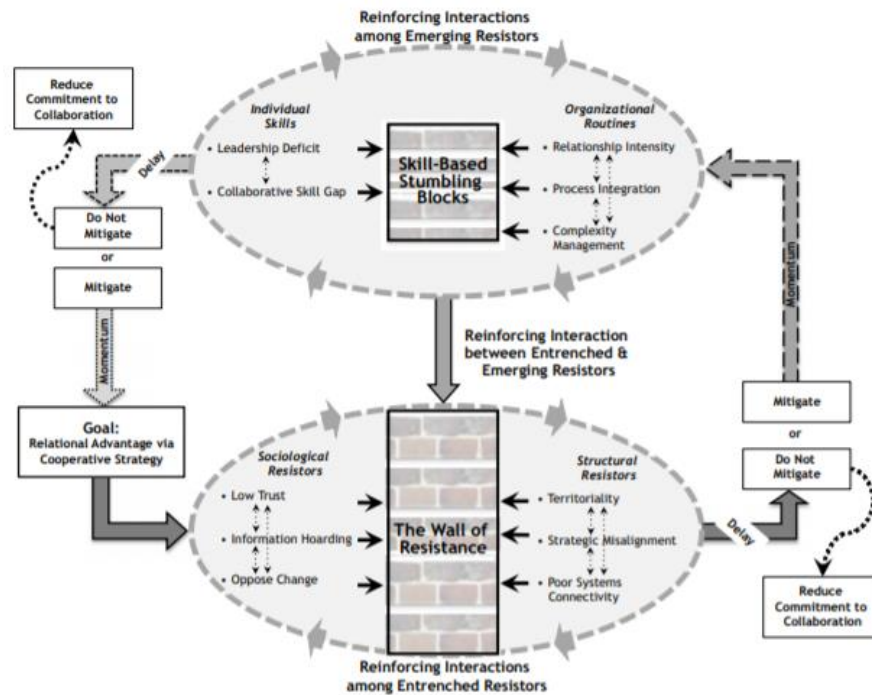 Reinforcing Interactions
among Emerging Resistors
Reduce
Commitment to
Collaboration
Delay
Do Not
Mitigate
or
Mitigate
Momentum
Goal:
Relational Advantage via
Cooperative Strategy
Individual
Skills
• Leadership Deficit
• Collaborative Skill Gap
Skill-Based
Stumbling
Blocks
Organizational
Routines
• Relationship Intensity
• Process Integration
• Complexity
Management
Momentum
Reinforcing Interaction
between Entrenched &
Emerging Resistors
Mitigate
or
Do Not
Mitigate
Sociological
Resistors
• Low Trust
• Information Hoarding
• Oppose Change
The Wall of
Resistance
Structural
Resistors
• Territoriality
• Strategic Misalignment
• Poor Systems
Connectivity
Delay
Reduce
Commitment to
Collaboration
Reinforcing Interactions
among Entrenched Resistors